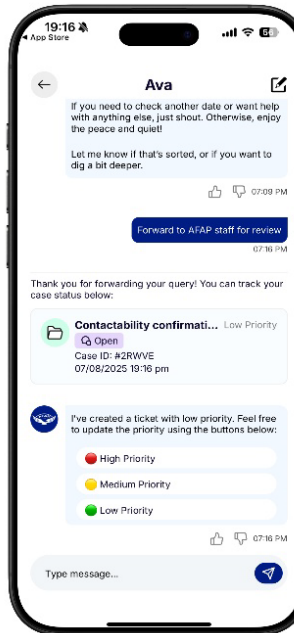 19:16
App Store
Ava
If you need to check another date or want help
with anything else, just shout. Otherwise, enjoy
the peace and quiet!
Let me know if that's sorted, or if you want to
dig a bit deeper.
07:09 PM
Forward to AFAP staff for review
07:16 PM
Thank you for forwarding your query! You can track your
case status below:
Contactability confirmati... Low Priority
Open
Case ID: #2RWVE
07/08/2025 19:16 pm
I've created a ticket with low priority. Feel free
to update the priority using the buttons below:
High Priority
Medium Priority
Low Priority
07:16 PM
Type message...